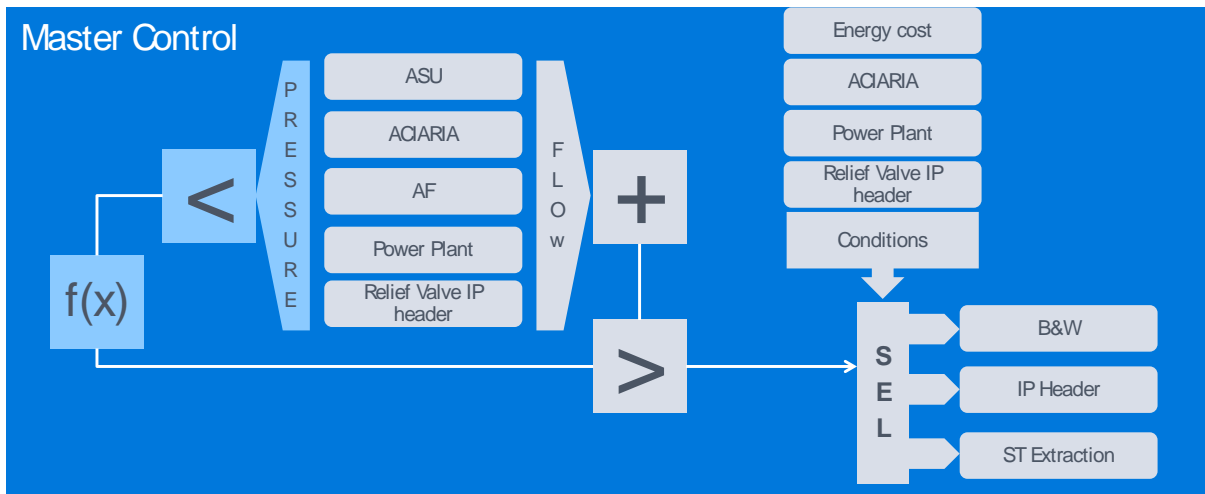 Master Control
P
R
E
S
S
U
R
E
ASU
ACIARIA
AF
Power Plant
Relief Valve IP
header
F
L
O
w
<
+
f(x)
>
Energy cost
ACIARIA
Power Plant
Relief Valve IP
header
Conditions
S
E
L
B&W
IP Header
ST Extraction